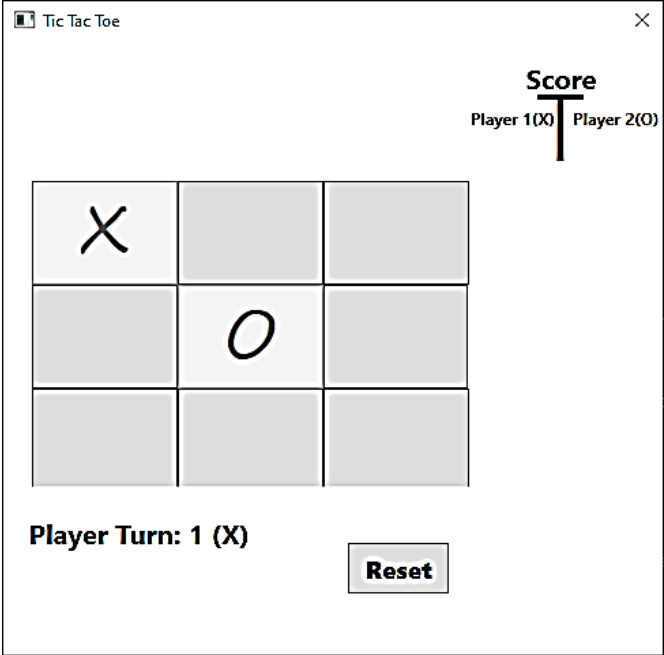 Tic Tac Toe
Score
Player 1(X) Player 2(O)
X
O
Player Turn: 1 (X)
Reset